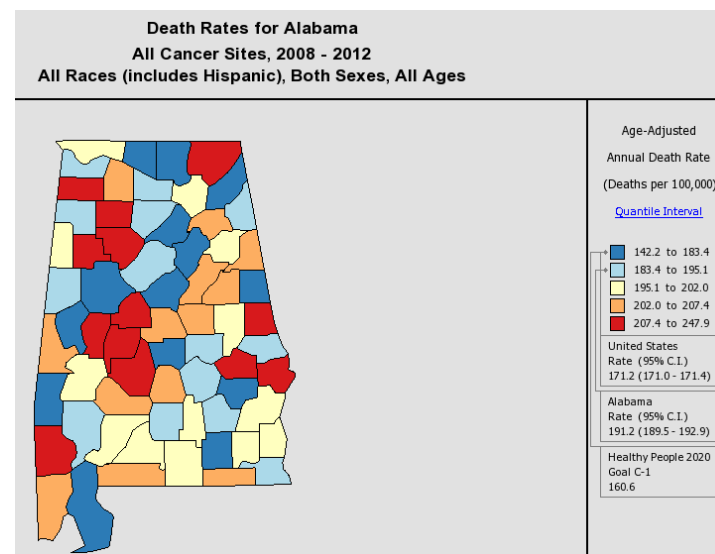 Death Rates for Alabama
All Cancer Sites, 2008 - 2012
All Races (includes Hispanic), Both Sexes, All Ages
Age-Adjusted
Annual Death Rate
(Deaths per 100,000)
Quantile Interval
142.2 to 183.4
183.4 to 195.1
195.1 to 202.0
202.0 to 207.4
207.4 to 247.9
United States
Rate (95% C.I.)
171.2 (171.0 - 171.4)
Alabama
Rate (95% C.I.)
191.2 (189.5 - 192.9)
Healthy People 2020
Goal C-1
160.6